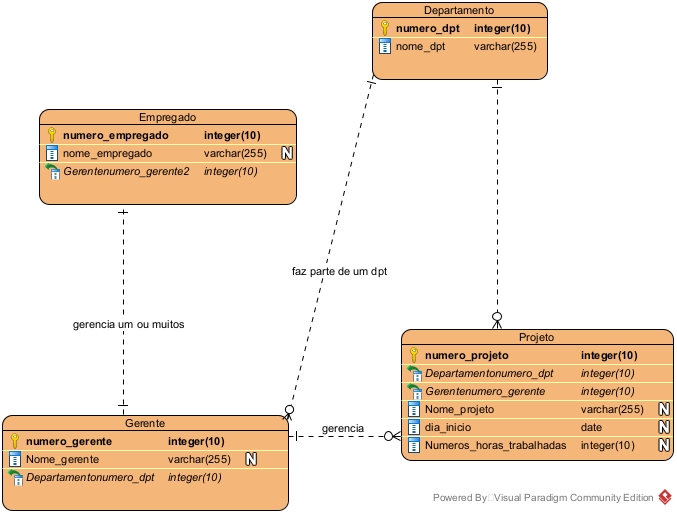 Departamento
numero_dpt integer(10)
nome_dpt varchar(255)
Empregado
numero_empregado integer(10)
nome_empregado varchar(255) N
Gerentenumero_gerente2 integer(10)
faz parte de um dpt
gerencia um ou muitos
Projeto
numero_projeto integer(10)
Departamentonumero_dpt integer(10)
Gerentenumero_gerente integer(10)
Nome_projeto varchar(255) N
dia_inicio date N
Numeros_horas_trabalhadas integer(10) N
Gerente
numero_gerente integer(10)
Nome_gerente varchar(255) N
Departamentonumero_dpt integer(10)
gerencia
Powered By Visual Paradigm Community Edition